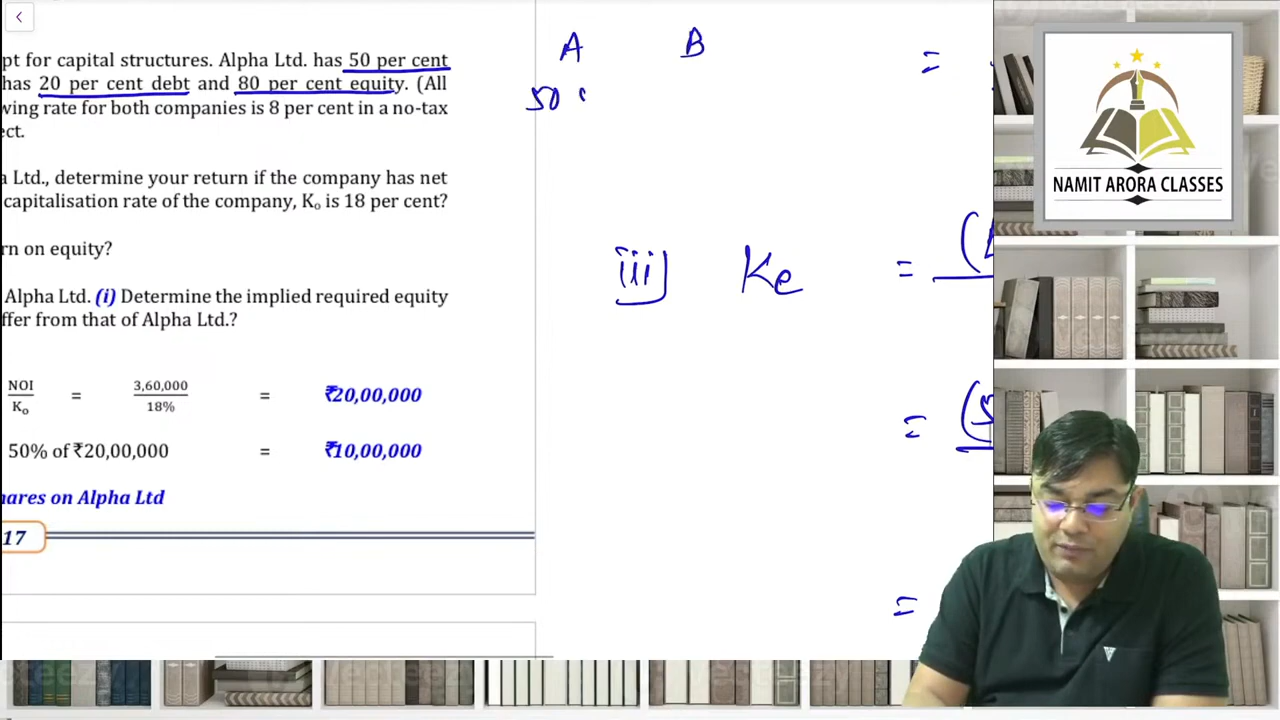 pt for capital structures. Alpha Ltd. has 50 per cent
has 20 per cent debt and 80 per cent equity. (All
wing rate for both companies is 8 per cent in a no-tax
ect.
a Ltd., determine your return if the company has net
capitalisation rate of the company, Kₒ is 18 per cent?
rn on equity?
Alpha Ltd. (i) Determine the implied required equity
ffer from that of Alpha Ltd.?
NOI
Kₒ
=
3,60,000
18%
= ₹20,00,000
50% of ₹20,00,000 = ₹10,00,000
hares on Alpha Ltd
17
A B
50
=
(iii) Ke =
=
=
NAMIT ARORA CLASSES